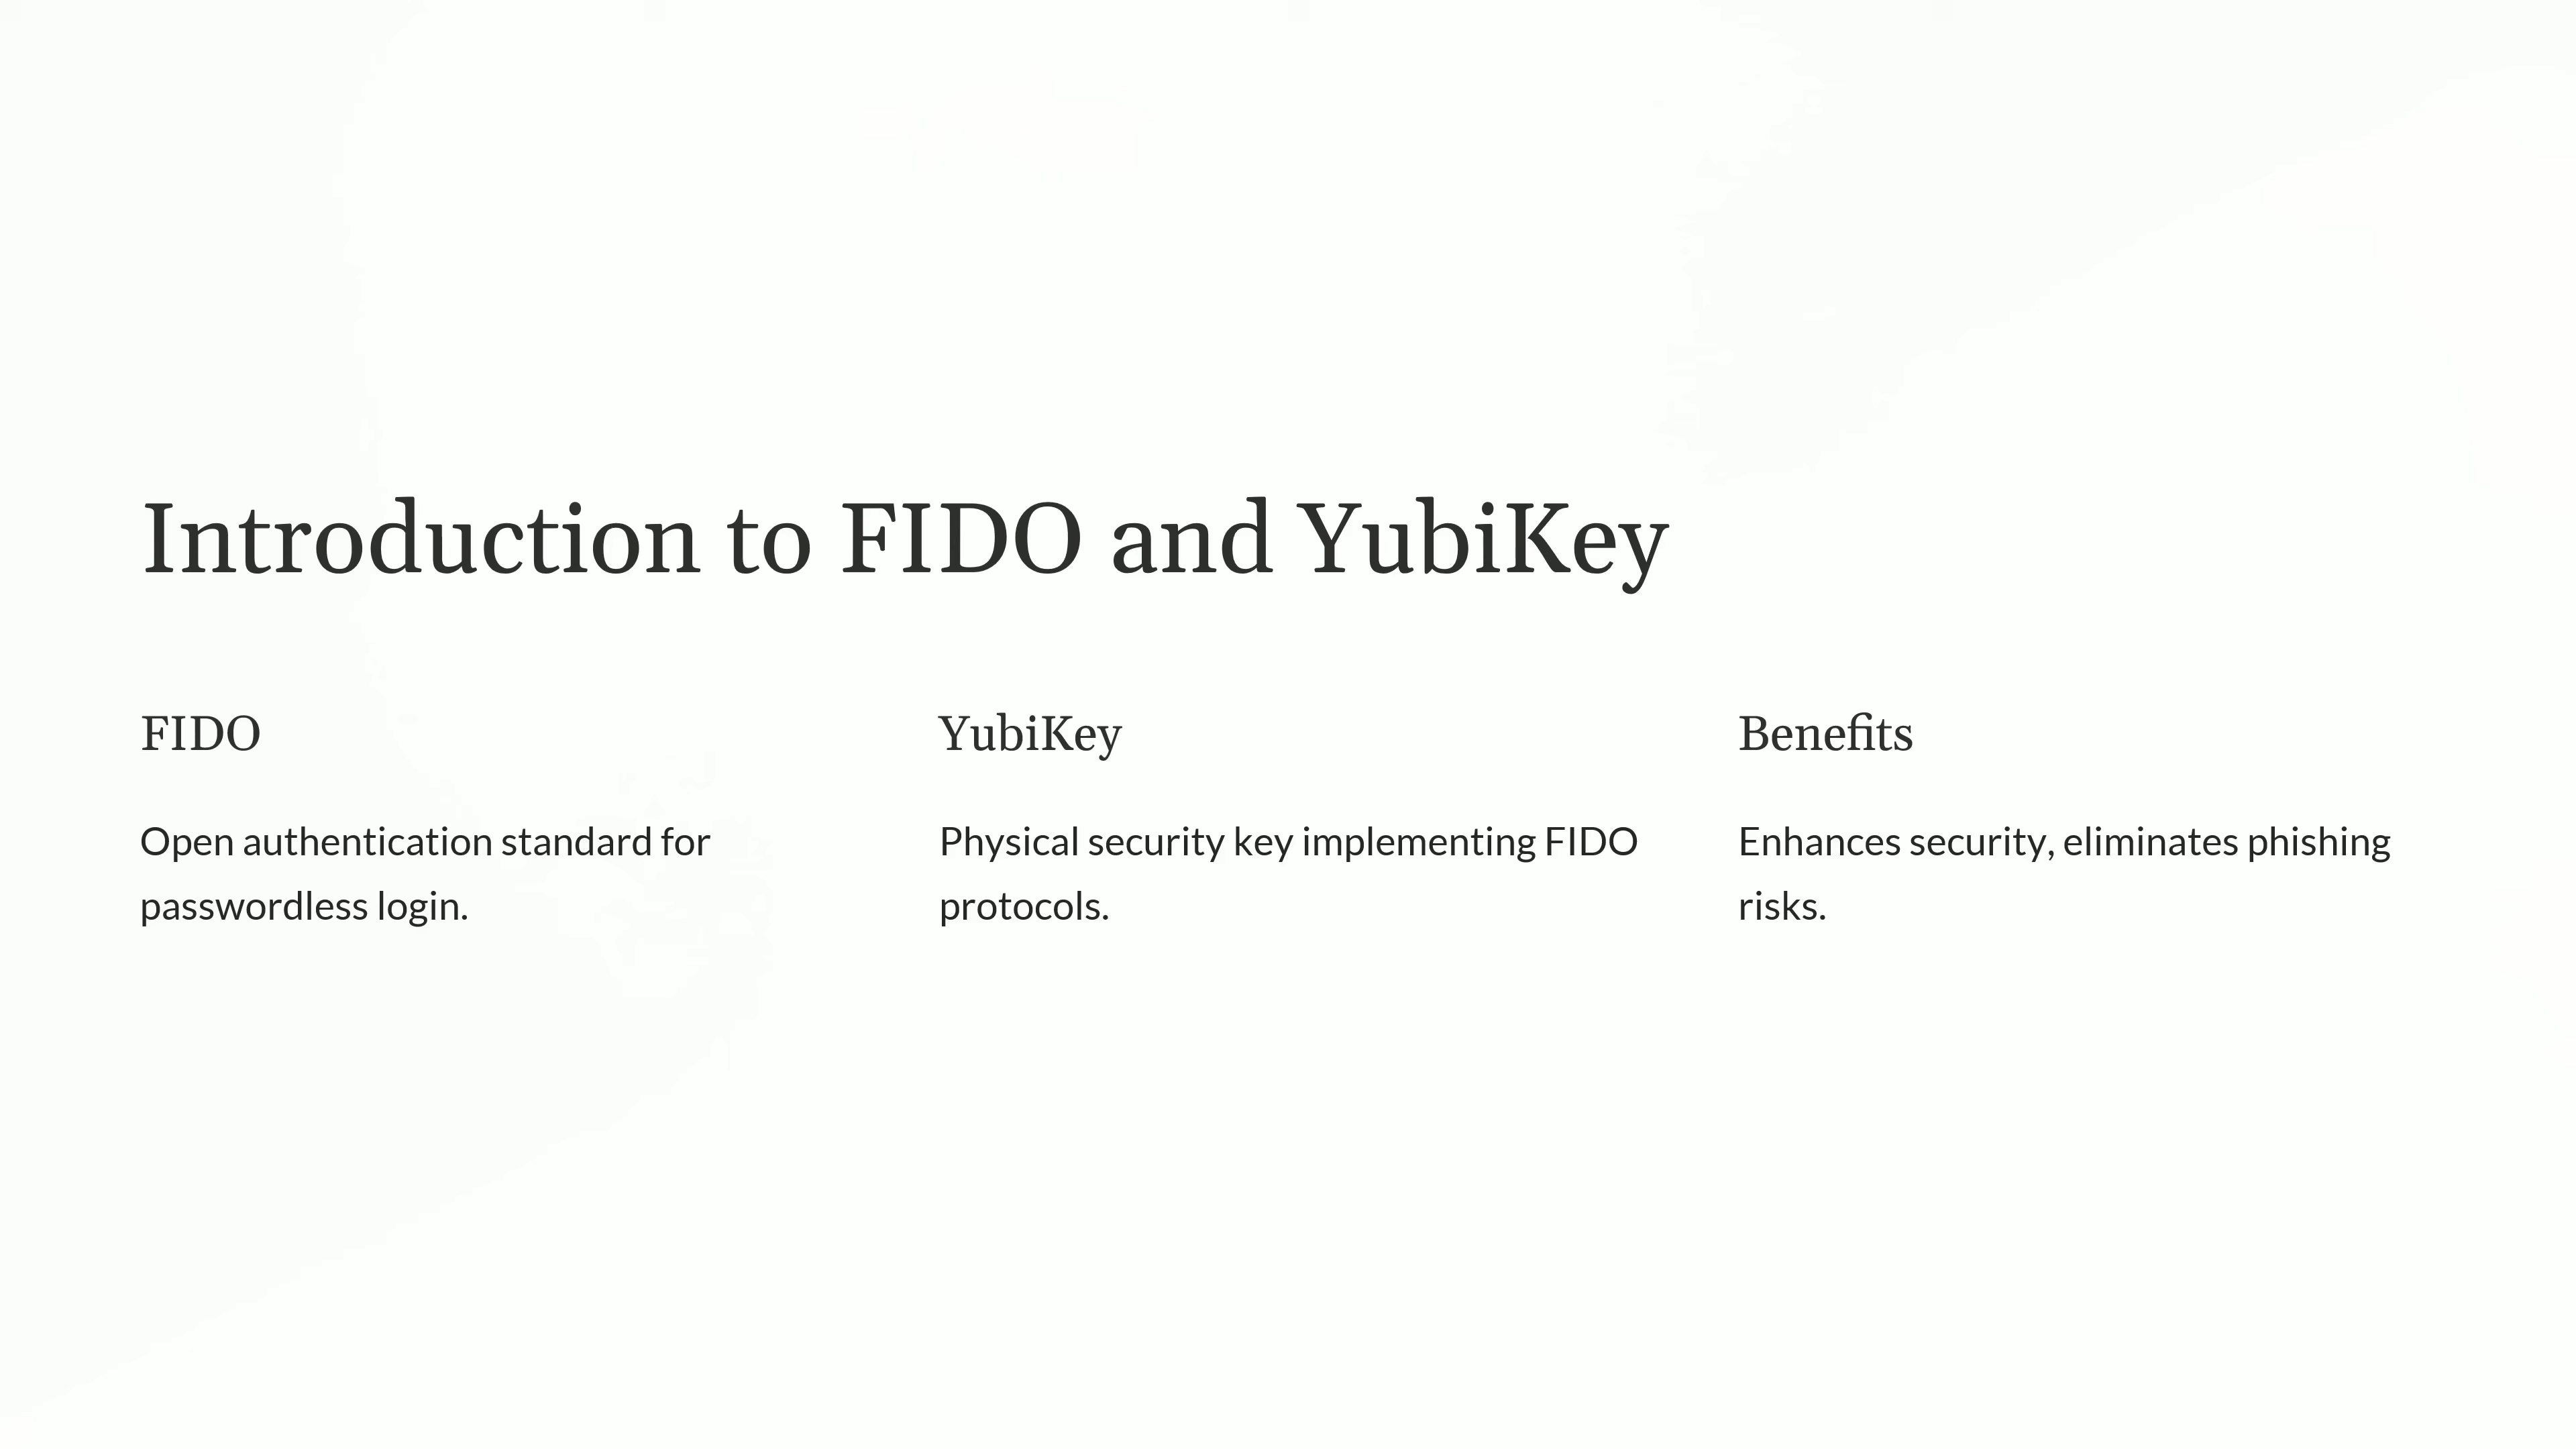 Introduction to FIDO and YubiKey
FIDO
Open authentication standard for
passwordless login.
YubiKey
Physical security key implementing FIDO
protocols.
Benefits
Enhances security, eliminates phishing
risks.